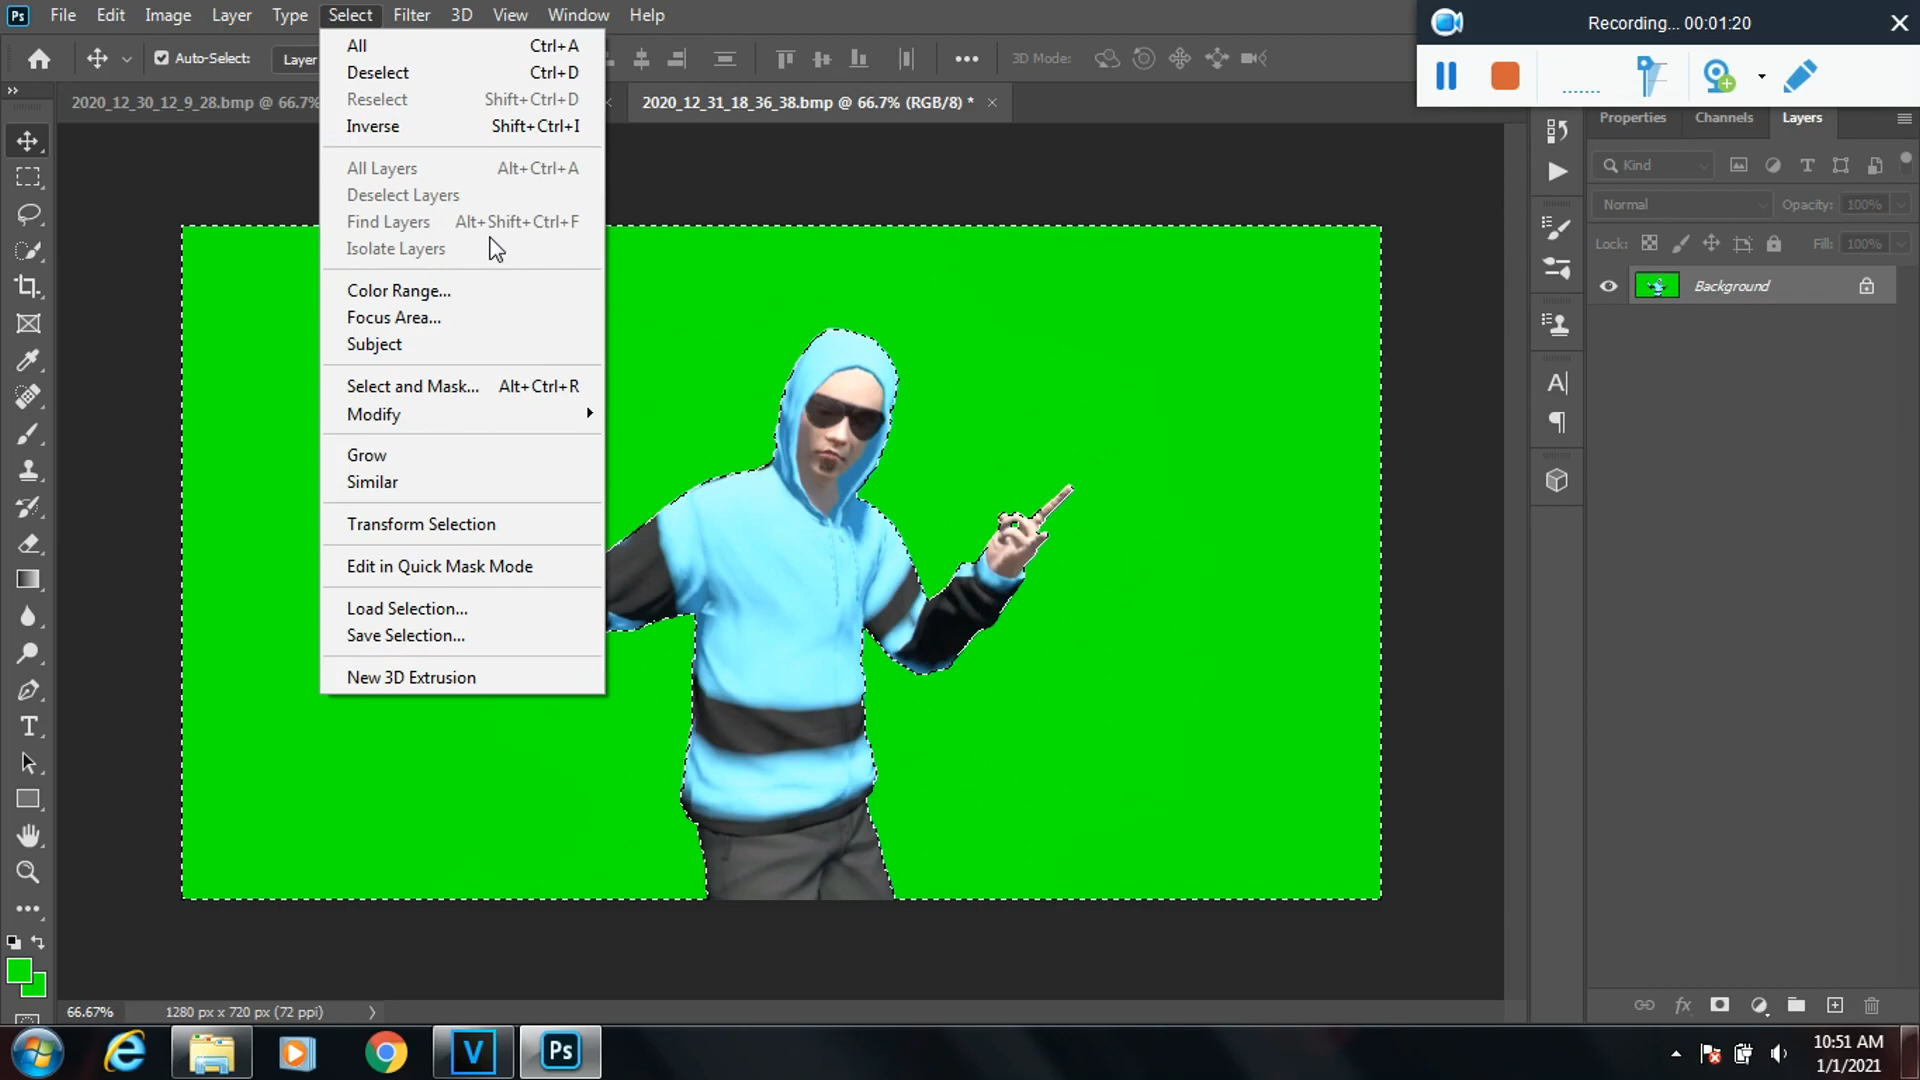 Ps File Edit Image Layer Type Select Filter 3D View Window Help
Recording... 00:01:20
Auto-Select: Layer 3D Mode:
2020_12_30_12_9_28.bmp @ 66.7% 2020_12_31_18_36_38.bmp @ 66.7% (RGB/8) *
All Ctrl+A
Deselect Ctrl+D
Reselect Shift+Ctrl+D
Inverse Shift+Ctrl+I
All Layers Alt+Ctrl+A
Deselect Layers
Find Layers Alt+Shift+Ctrl+F
Isolate Layers
Color Range...
Focus Area...
Subject
Select and Mask... Alt+Ctrl+R
Modify
Grow
Similar
Transform Selection
Edit in Quick Mask Mode
Load Selection...
Save Selection...
New 3D Extrusion
Properties Channels Layers
Kind
Normal Opacity: 100%
Lock: Fill: 100%
Background
66.67% 1280 px x 720 px (72 ppi)
V Ps
10:51 AM
1/1/2021